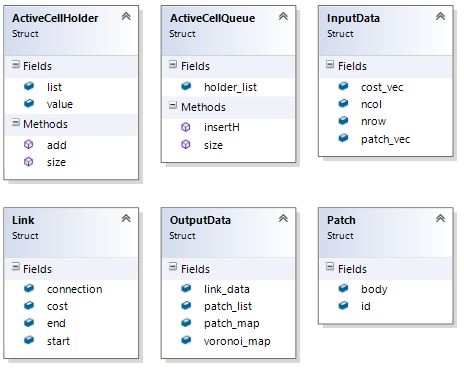 ActiveCellHolder
Struct
Fields
list
value
Methods
add
size
ActiveCellQueue
Struct
Fields
holder_list
Methods
insertH
size
InputData
Struct
Fields
cost_vec
ncol
nrow
patch_vec
Link
Struct
Fields
connection
cost
end
start
OutputData
Struct
Fields
link_data
patch_list
patch_map
voronoi_map
Patch
Struct
Fields
body
id